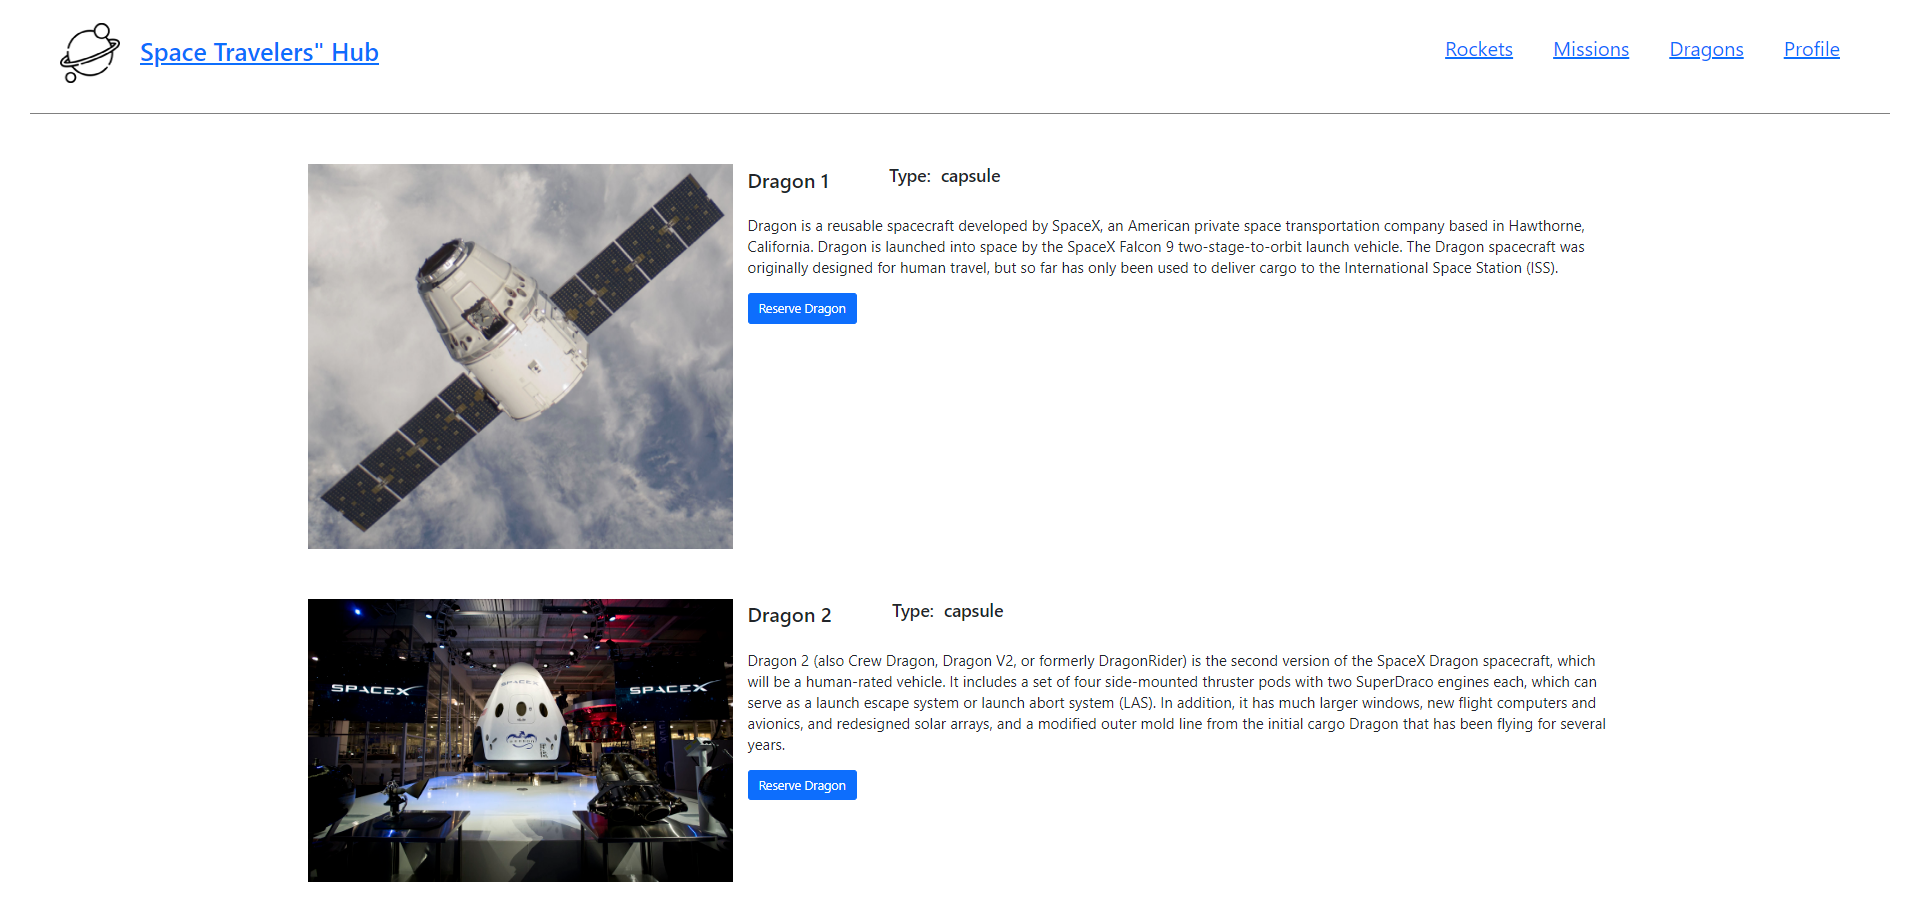 Space Travelers" Hub
Rockets Missions Dragons Profile
Dragon 1 Type: capsule
Dragon is a reusable spacecraft developed by SpaceX, an American private space transportation company based in Hawthorne,
California. Dragon is launched into space by the SpaceX Falcon 9 two-stage-to-orbit launch vehicle. The Dragon spacecraft was
originally designed for human travel, but so far has only been used to deliver cargo to the International Space Station (ISS).
Reserve Dragon
SPACEX
SPACEX
SPACEX
DRAGON
Dragon 2 Type: capsule
Dragon 2 (also Crew Dragon, Dragon V2, or formerly DragonRider) is the second version of the SpaceX Dragon spacecraft, which
will be a human-rated vehicle. It includes a set of four side-mounted thruster pods with two SuperDraco engines each, which can
serve as a launch escape system or launch abort system (LAS). In addition, it has much larger windows, new flight computers and
avionics, and redesigned solar arrays, and a modified outer mold line from the initial cargo Dragon that has been flying for several
years.
Reserve Dragon